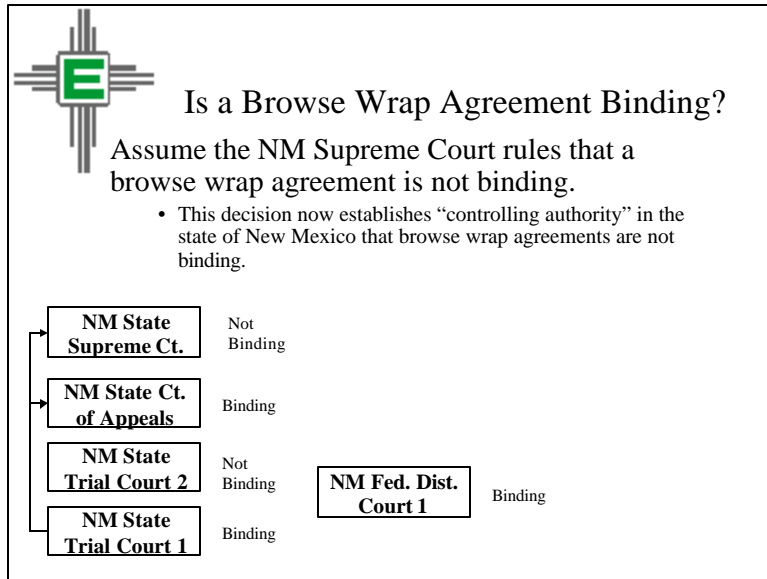 E
Is a Browse Wrap Agreement Binding?
Assume the NM Supreme Court rules that a
browse wrap agreement is not binding.
• This decision now establishes “controlling authority” in the
state of New Mexico that browse wrap agreements are not
binding.
NM State
Supreme Ct.
Not
Binding
NM State Ct.
of Appeals
Binding
NM State
Trial Court 2
Not
Binding
NM Fed. Dist.
Court 1
Binding
NM State
Trial Court 1
Binding